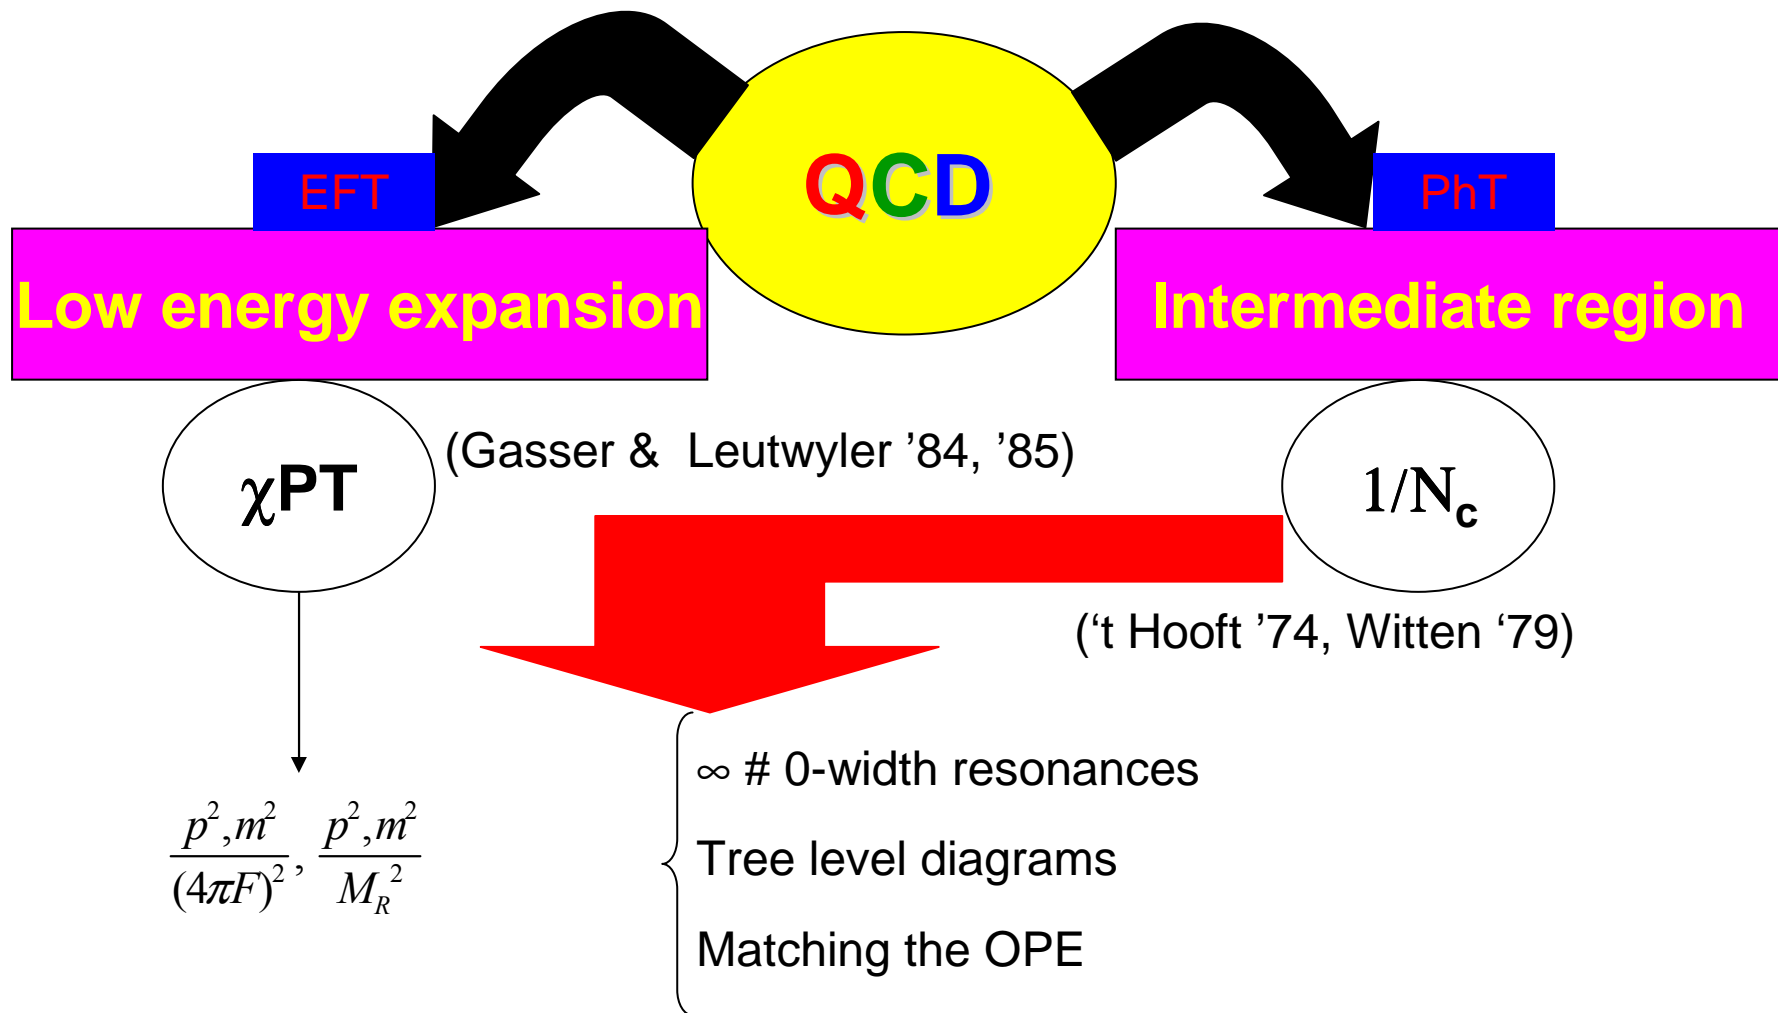 QCD
EFT
PhT
Low energy expansion
Intermediate region
(Gasser & Leutwyler ’84, ’85)
χPT
1/Nc
(‘t Hooft ’74, Witten ‘79)
∞ # 0-width resonances
p²,m²/(4πF)², p²,m²/M_R²
Tree level diagrams
Matching the OPE